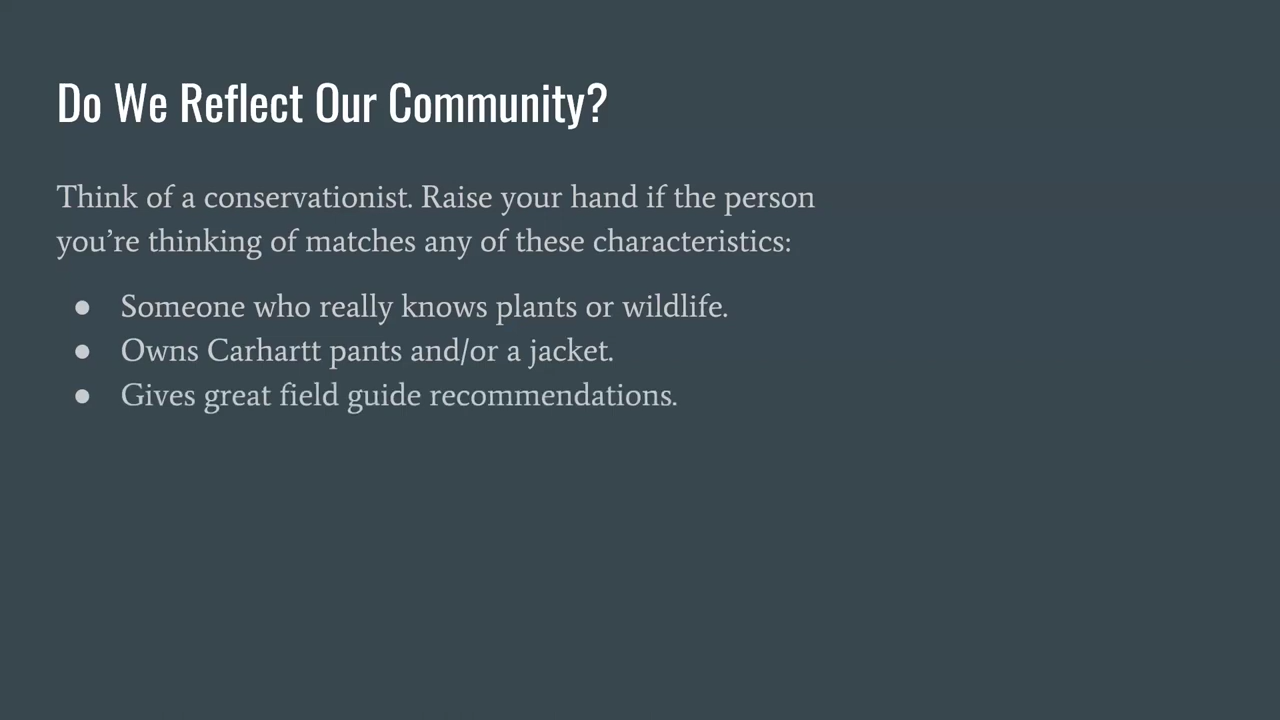 Do We Reflect Our Community?
Think of a conservationist. Raise your hand if the person
you’re thinking of matches any of these characteristics:
● Someone who really knows plants or wildlife.
● Owns Carhartt pants and/or a jacket.
● Gives great field guide recommendations.